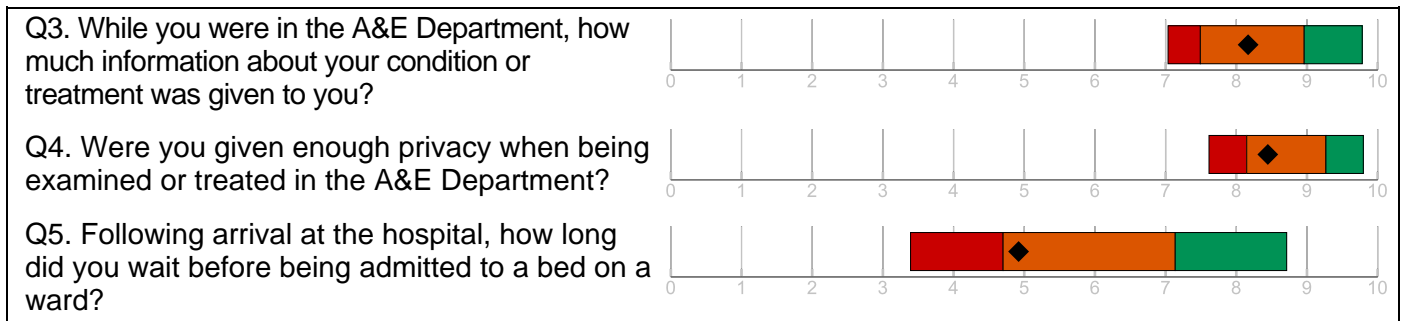 Q3. While you were in the A&E Department, how
much information about your condition or
treatment was given to you?
0 1 2 3 4 5 6 7 8 9 10
Q4. Were you given enough privacy when being
examined or treated in the A&E Department?
0 1 2 3 4 5 6 7 8 9 10
Q5. Following arrival at the hospital, how long
did you wait before being admitted to a bed on a
ward?
0 1 2 3 4 5 6 7 8 9 10